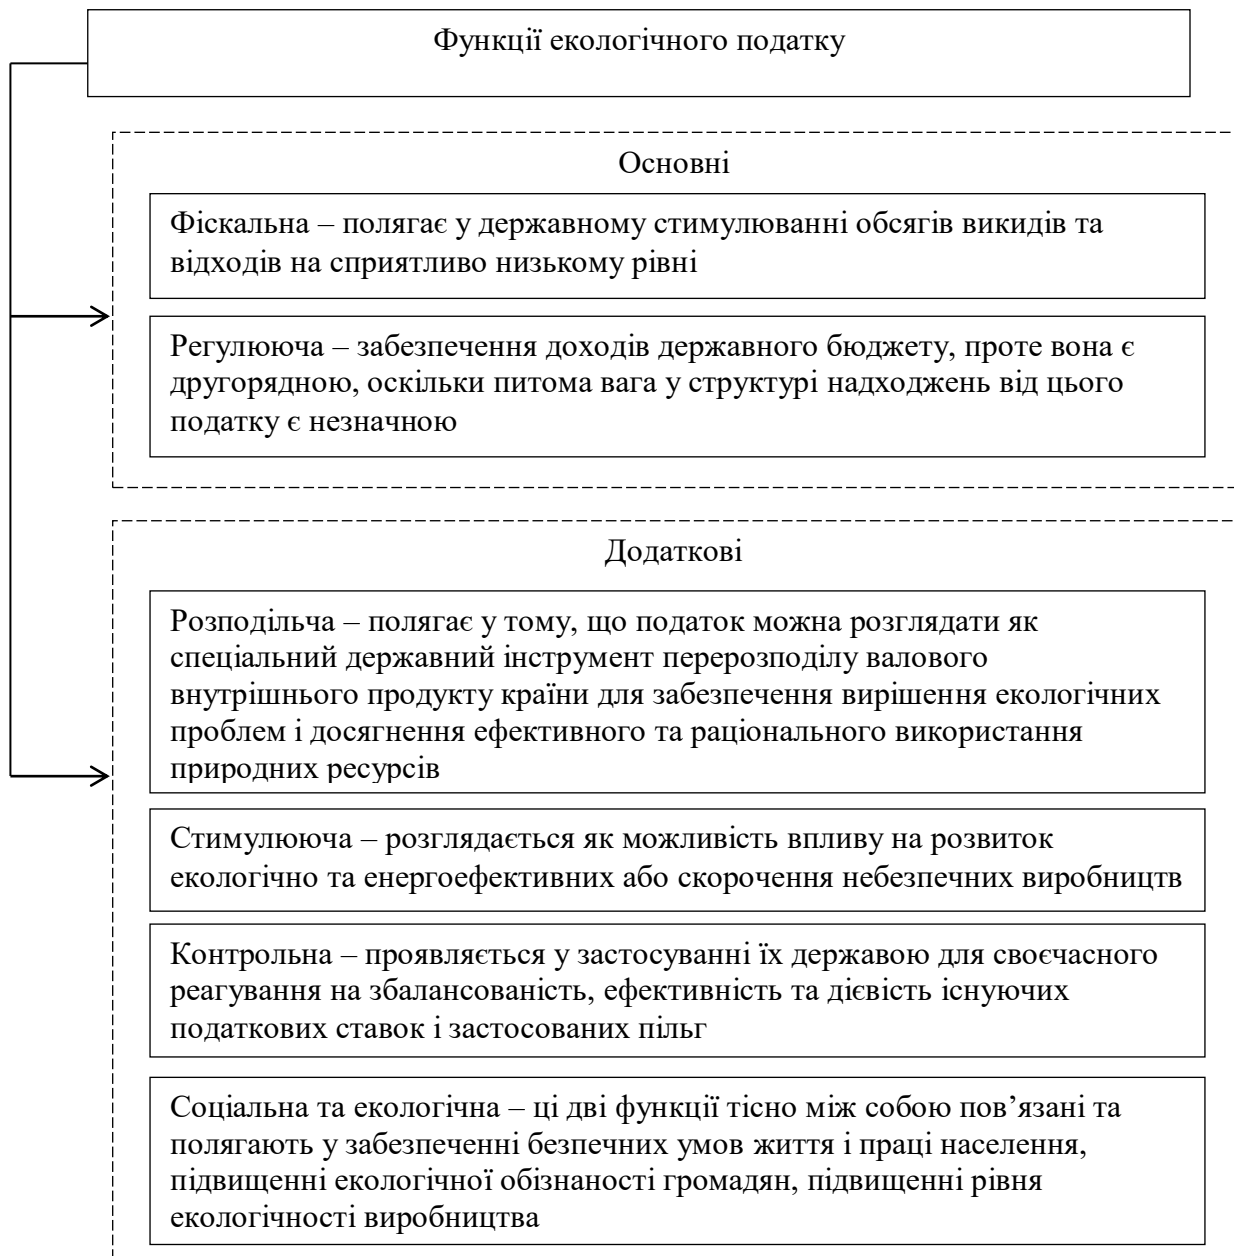 Функції екологічного податку
Основні
Фіскальна – полягає у державному стимулюванні обсягів викидів та
відходів на сприятливо низькому рівні
Регулююча – забезпечення доходів державного бюджету, проте вона є
другорядною, оскільки питома вага у структурі надходжень від цього
податку є незначною
Додаткові
Розподільча – полягає у тому, що податок можна розглядати як
спеціальний державний інструмент перерозподілу валового
внутрішнього продукту країни для забезпечення вирішення екологічних
проблем і досягнення ефективного та раціонального використання
природних ресурсів
Стимулююча – розглядається як можливість впливу на розвиток
екологічно та енергоефективних або скорочення небезпечних виробництв
Контрольна – проявляється у застосуванні їх державою для своєчасного
реагування на збалансованість, ефективність та дієвість існуючих
податкових ставок і застосованих пільг
Соціальна та екологічна – ці дві функції тісно між собою пов’язані та
полягають у забезпеченні безпечних умов життя і праці населення,
підвищенні екологічної обізнаності громадян, підвищенні рівня
екологічності виробництва